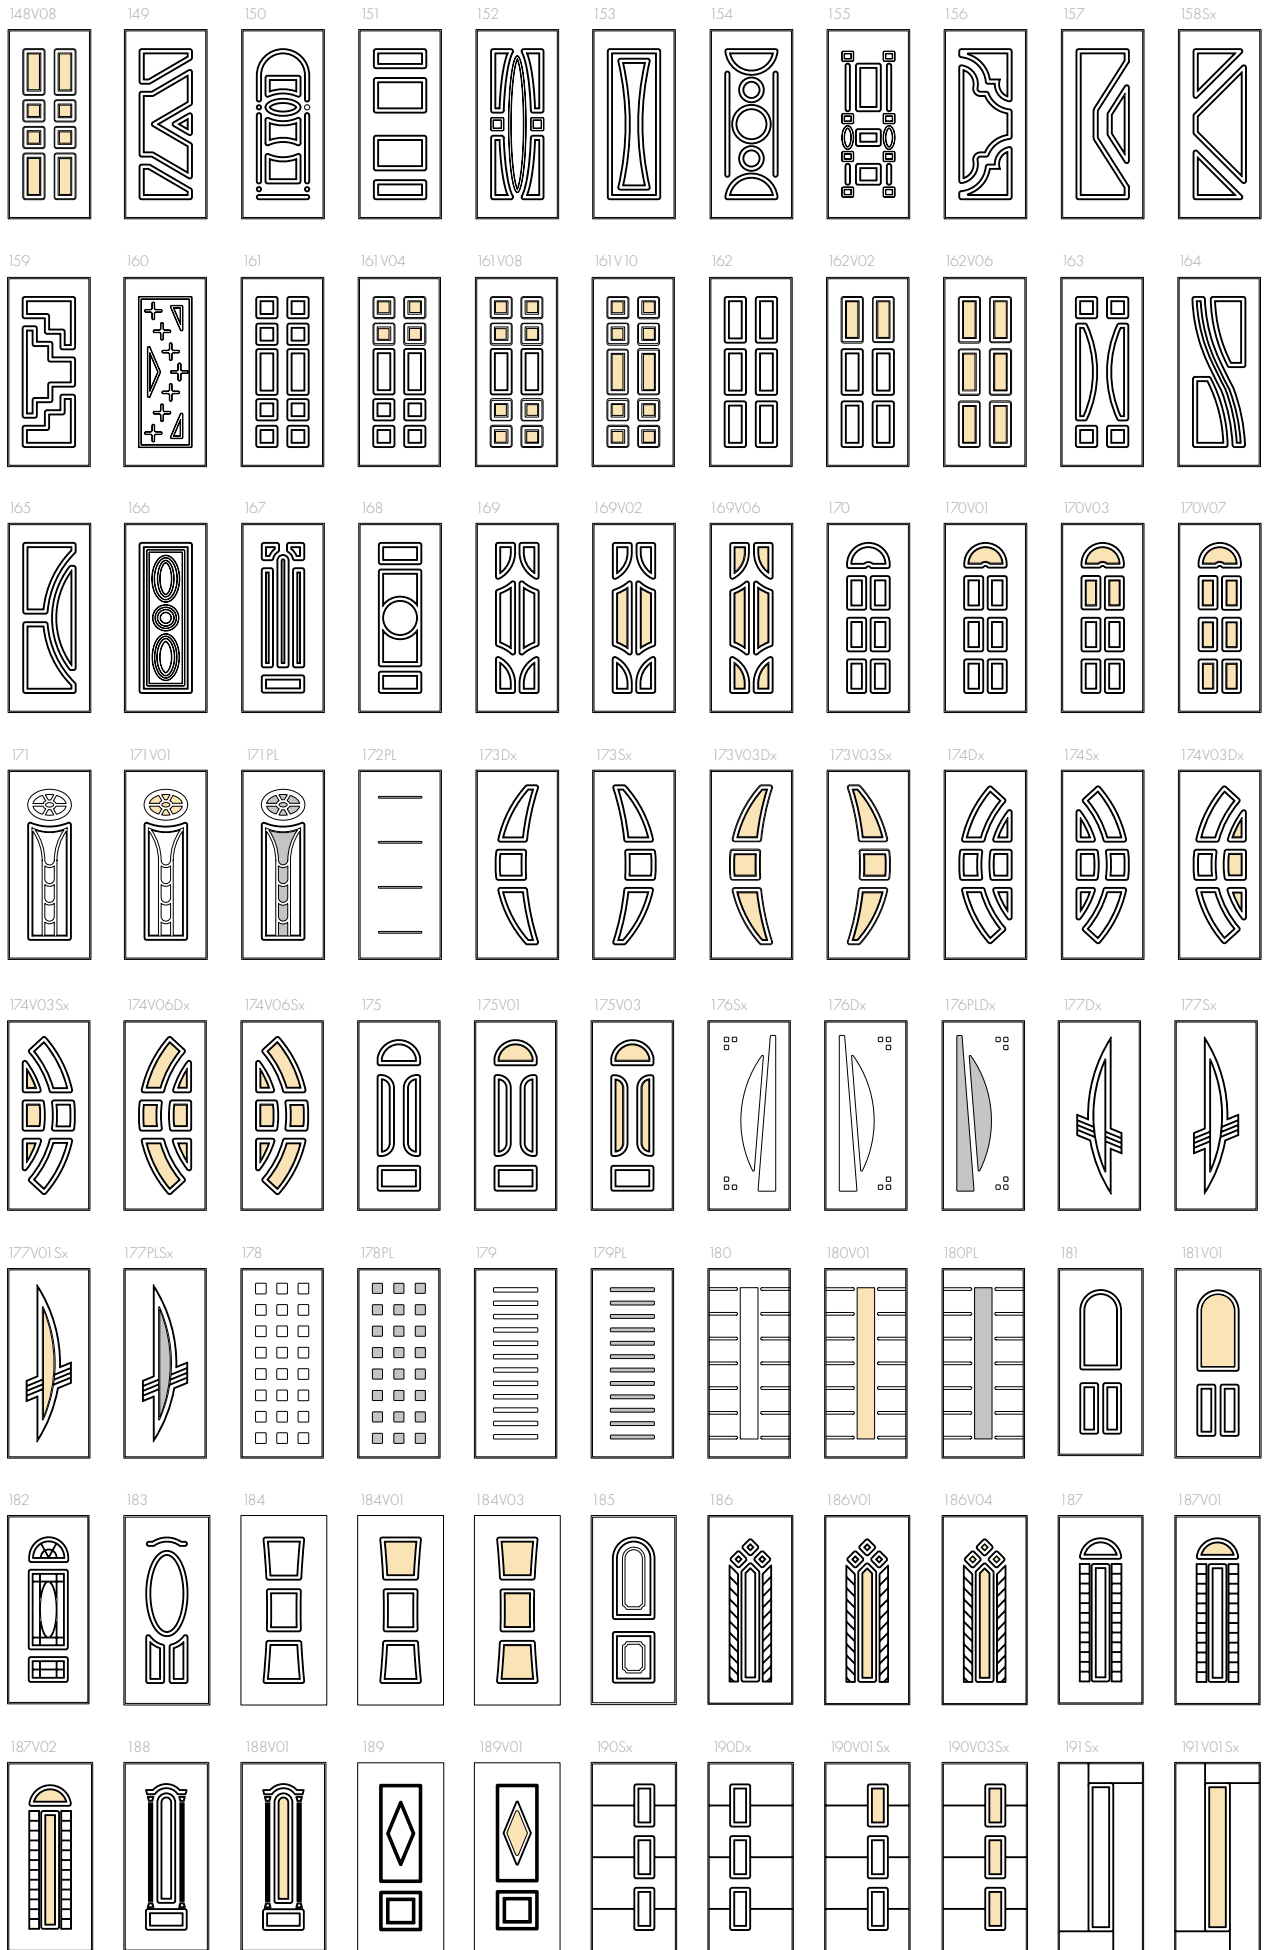 148V08 149 150 151 152 153 154 155 156 157 158Sx
159 160 161 161V04 161V08 161V10 162 162V02 162V06 163 164
165 166 167 168 169 169V02 169V06 170 170V01 170V03 170V07
171 171V01 171PL 172PL 173Dx 173Sx 173V03Dx 173V03Sx 174Dx 174Sx 174V03Dx
174V03Sx 174V06Dx 174V06Sx 175 175V01 175V03 176Sx 176Dx 176PLDx 177Dx 177Sx
177V01Sx 177PLSx 178 178PL 179 179PL 180 180V01 180PL 181 181V01
182 183 184 184V01 184V03 185 186 186V01 186V04 187 187V01
187V02 188 188V01 189 189V01 190Sx 190Dx 190V01Sx 190V03Sx 191Sx 191V01Sx